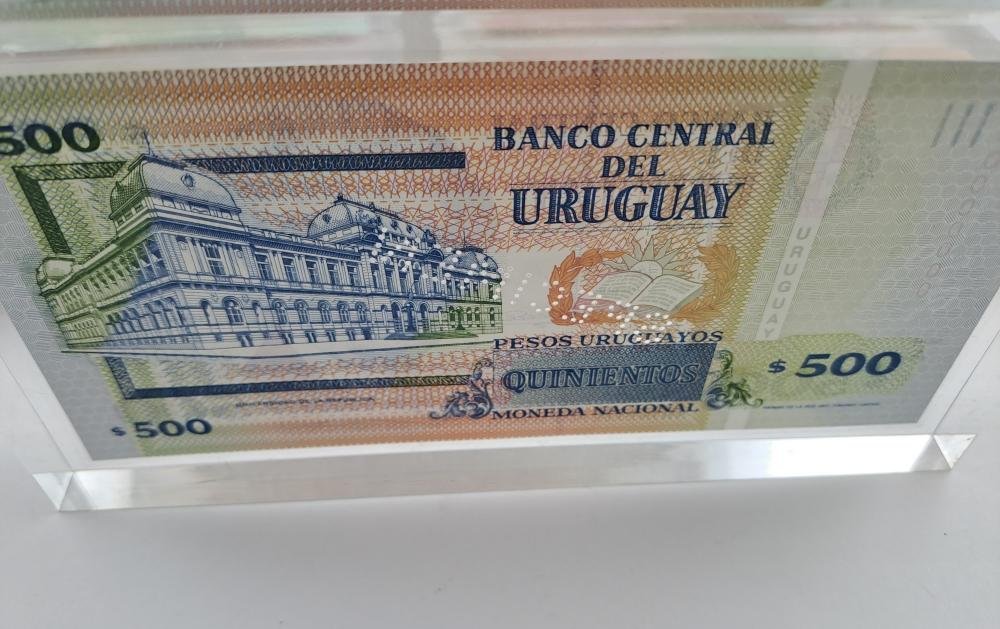 500
BANCO CENTRAL
DEL
URUGUAY
URUGUAY
PESOS URUGUAYOS
QUINIENTOS
MONEDA NACIONAL
$ 500
$ 500